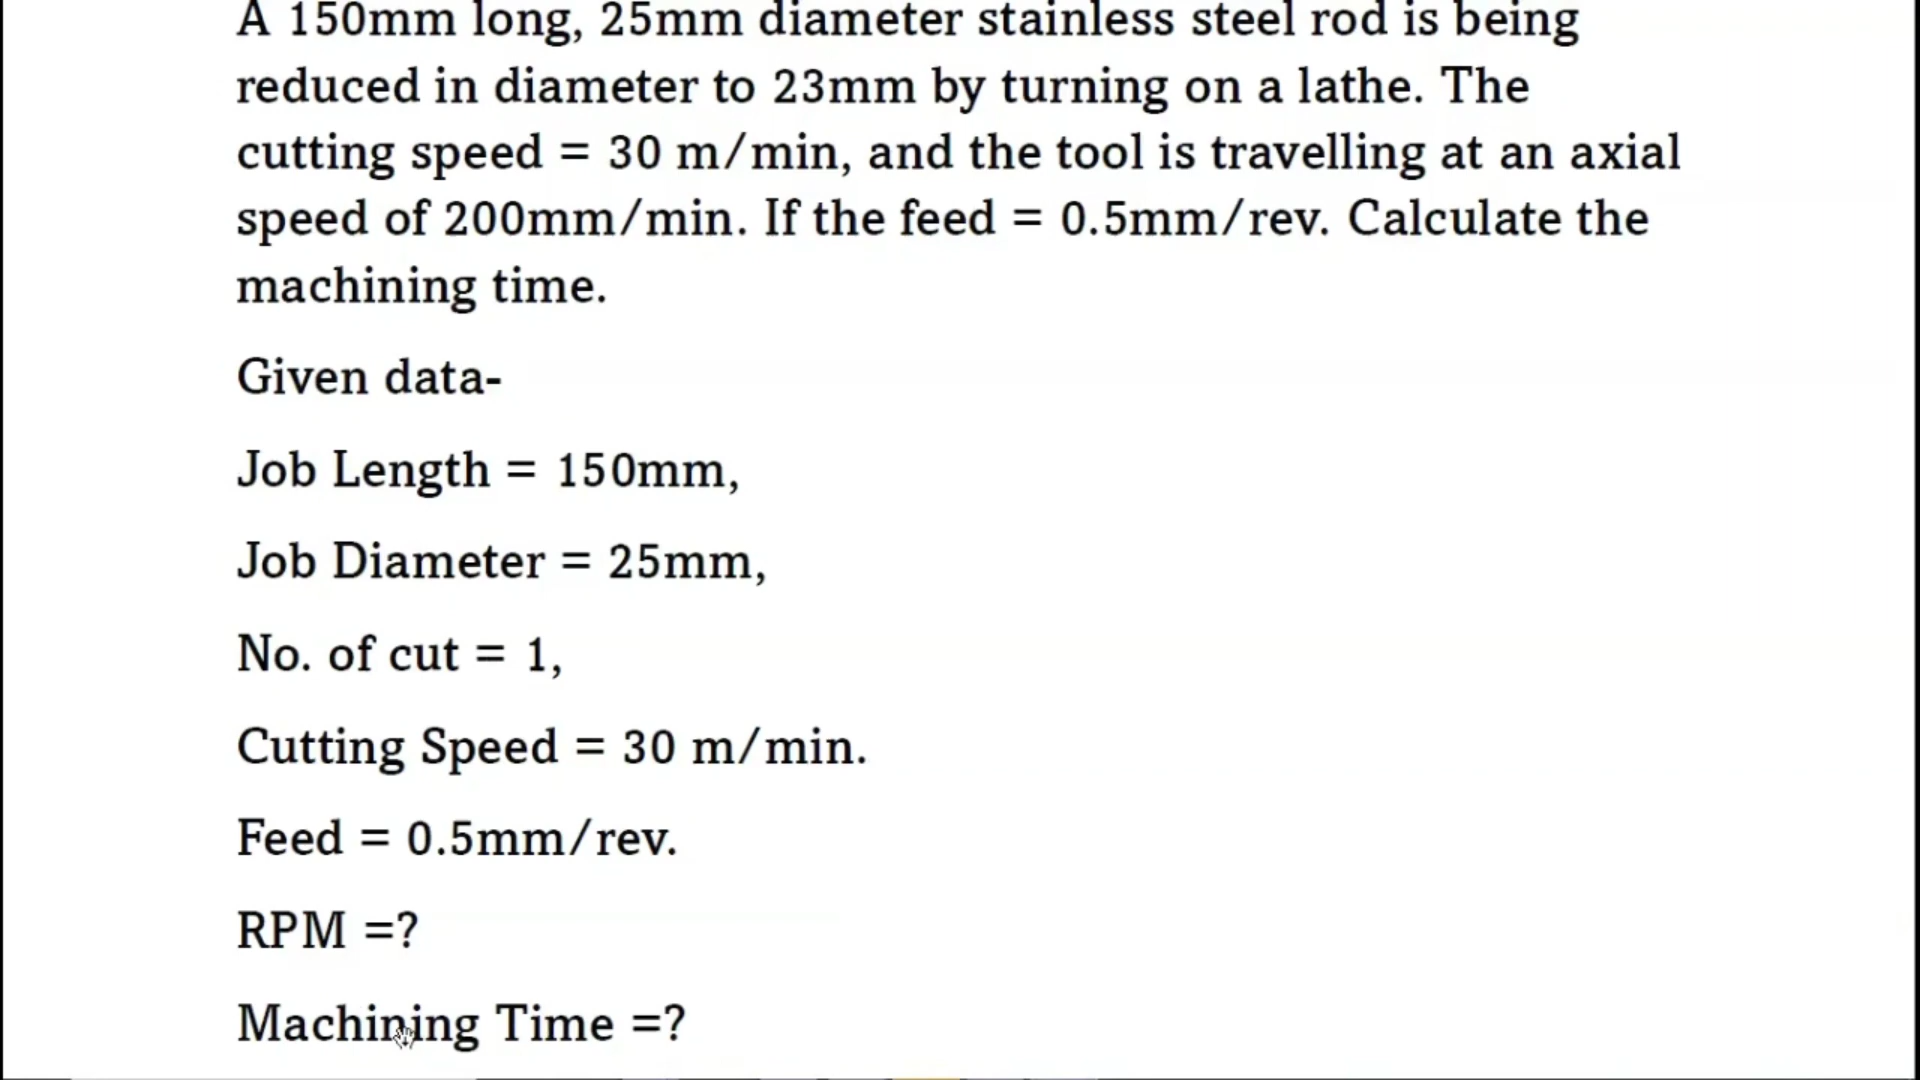 A 150mm long, 25mm diameter stainless steel rod is being
reduced in diameter to 23mm by turning on a lathe. The
cutting speed = 30 m/min, and the tool is travelling at an axial
speed of 200mm/min. If the feed = 0.5mm/rev. Calculate the
machining time.
Given data-
Job Length = 150mm,
Job Diameter = 25mm,
No. of cut = 1,
Cutting Speed = 30 m/min.
Feed = 0.5mm/rev.
RPM =?
Machining Time =?